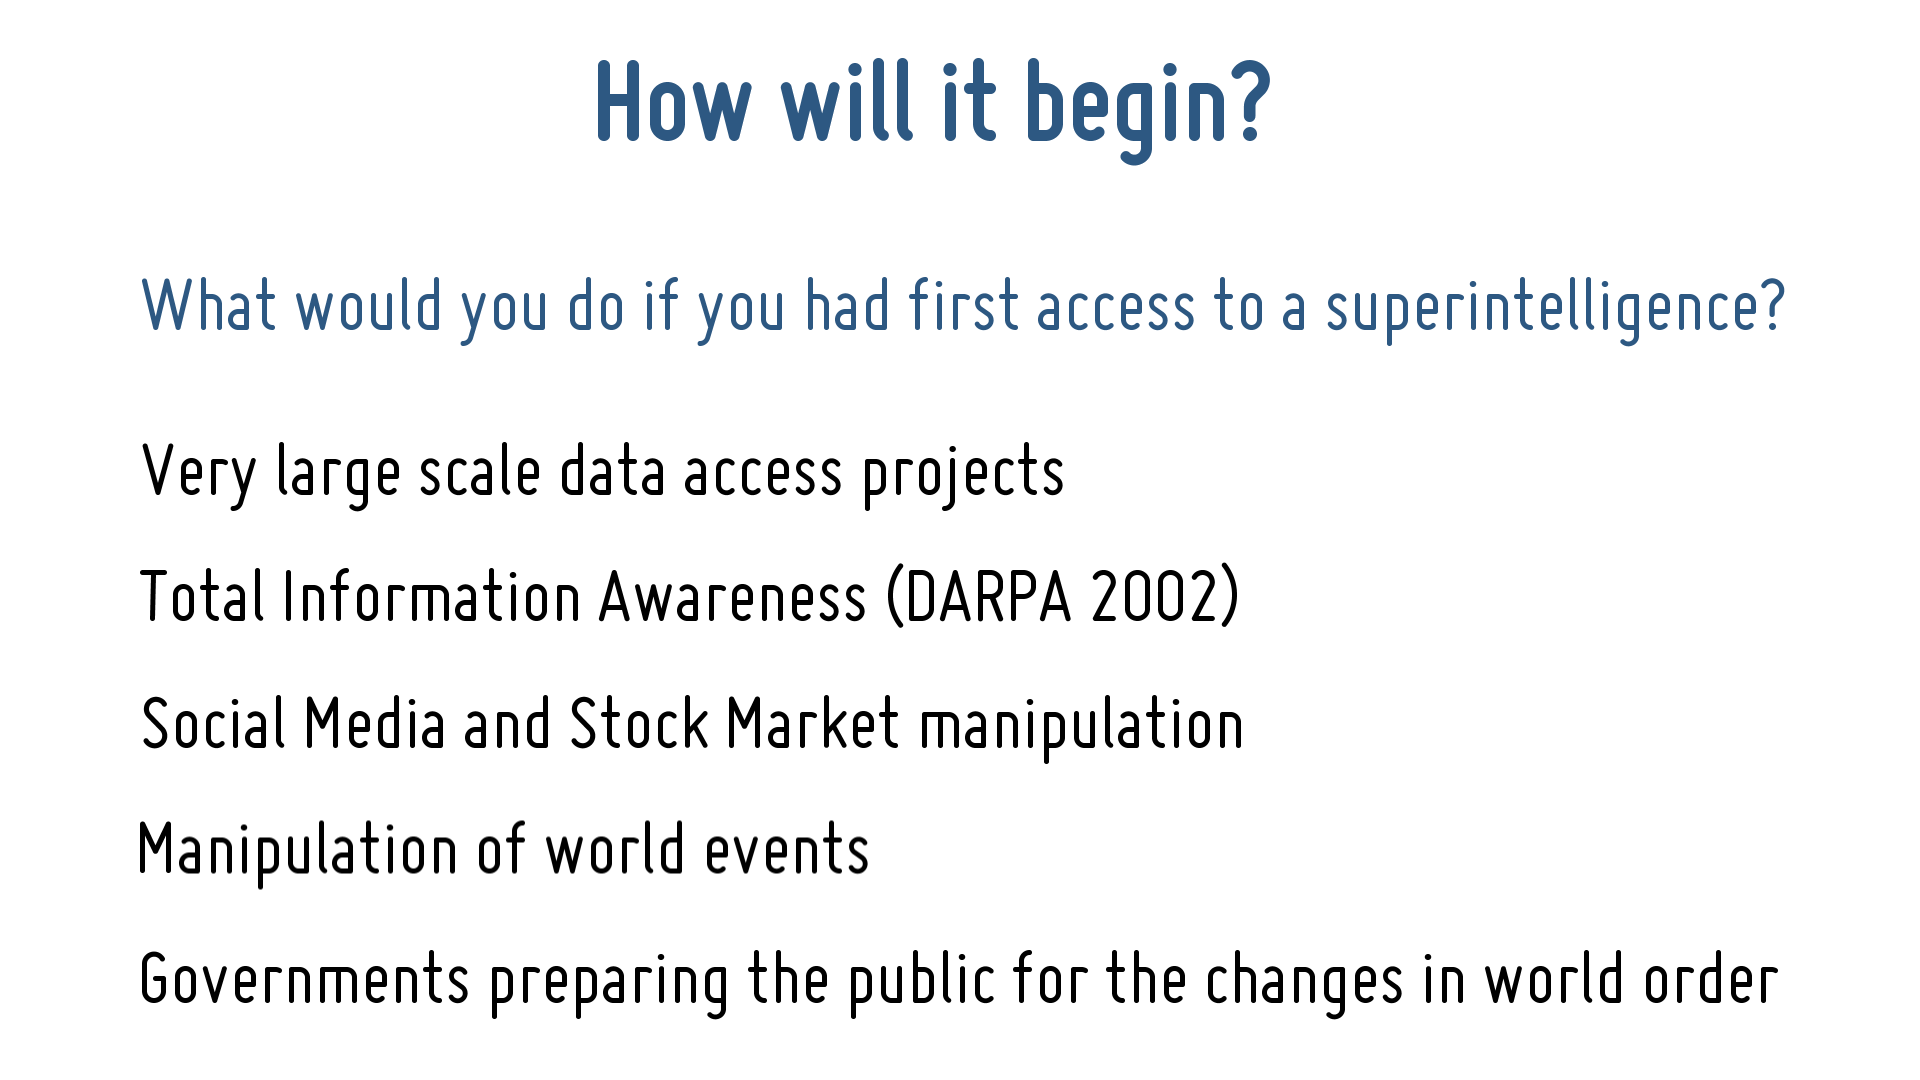 How will it begin?
What would you do if you had first access to a superintelligence?
Very large scale data access projects
Total Information Awareness (DARPA 2002)
Social Media and Stock Market manipulation
Manipulation of world events
Governments preparing the public for the changes in world order